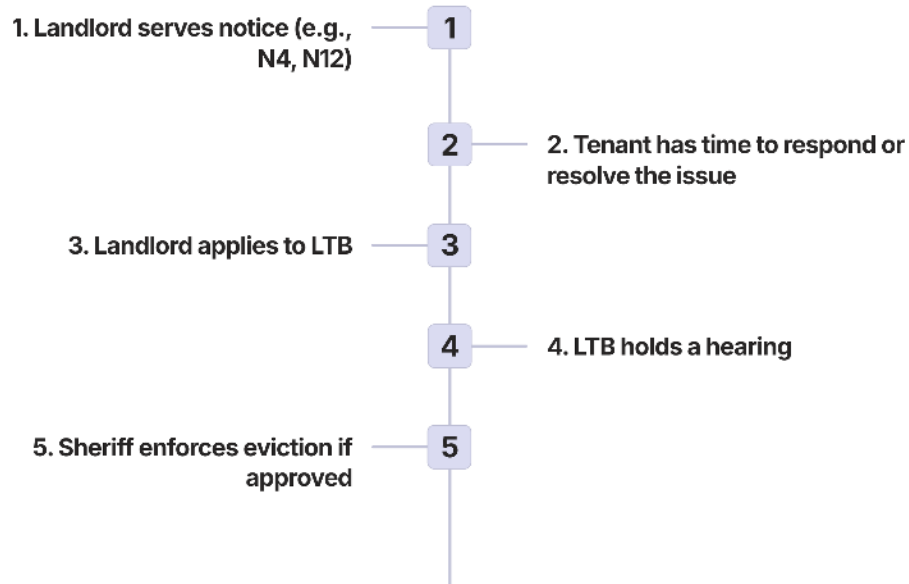 1. Landlord serves notice (e.g.,
N4, N12)
1
2
2. Tenant has time to respond or
resolve the issue
3. Landlord applies to LTB
3
4
4. LTB holds a hearing
5. Sheriff enforces eviction if
approved
5